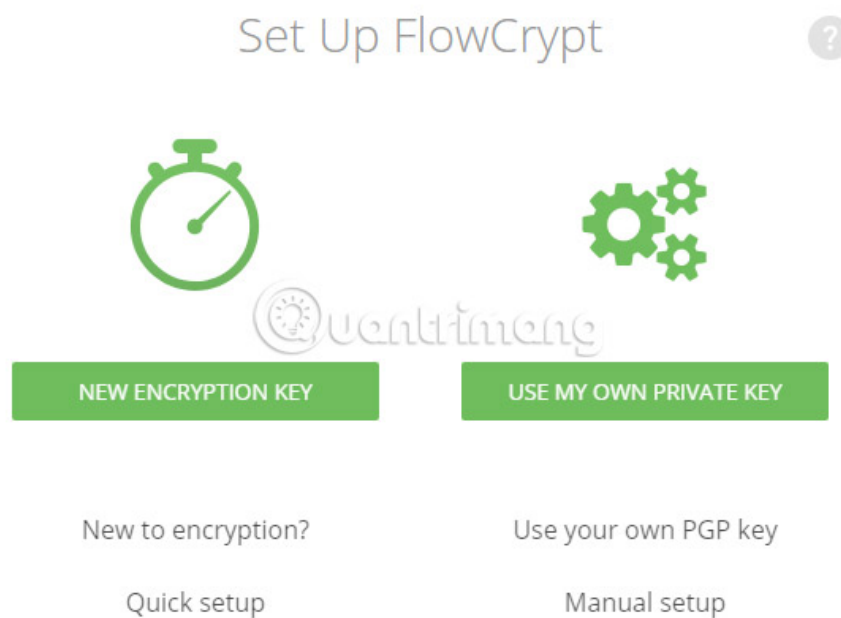 Set Up FlowCrypt
?
Quantrimang
NEW ENCRYPTION KEY
USE MY OWN PRIVATE KEY
New to encryption?
Use your own PGP key
Quick setup
Manual setup